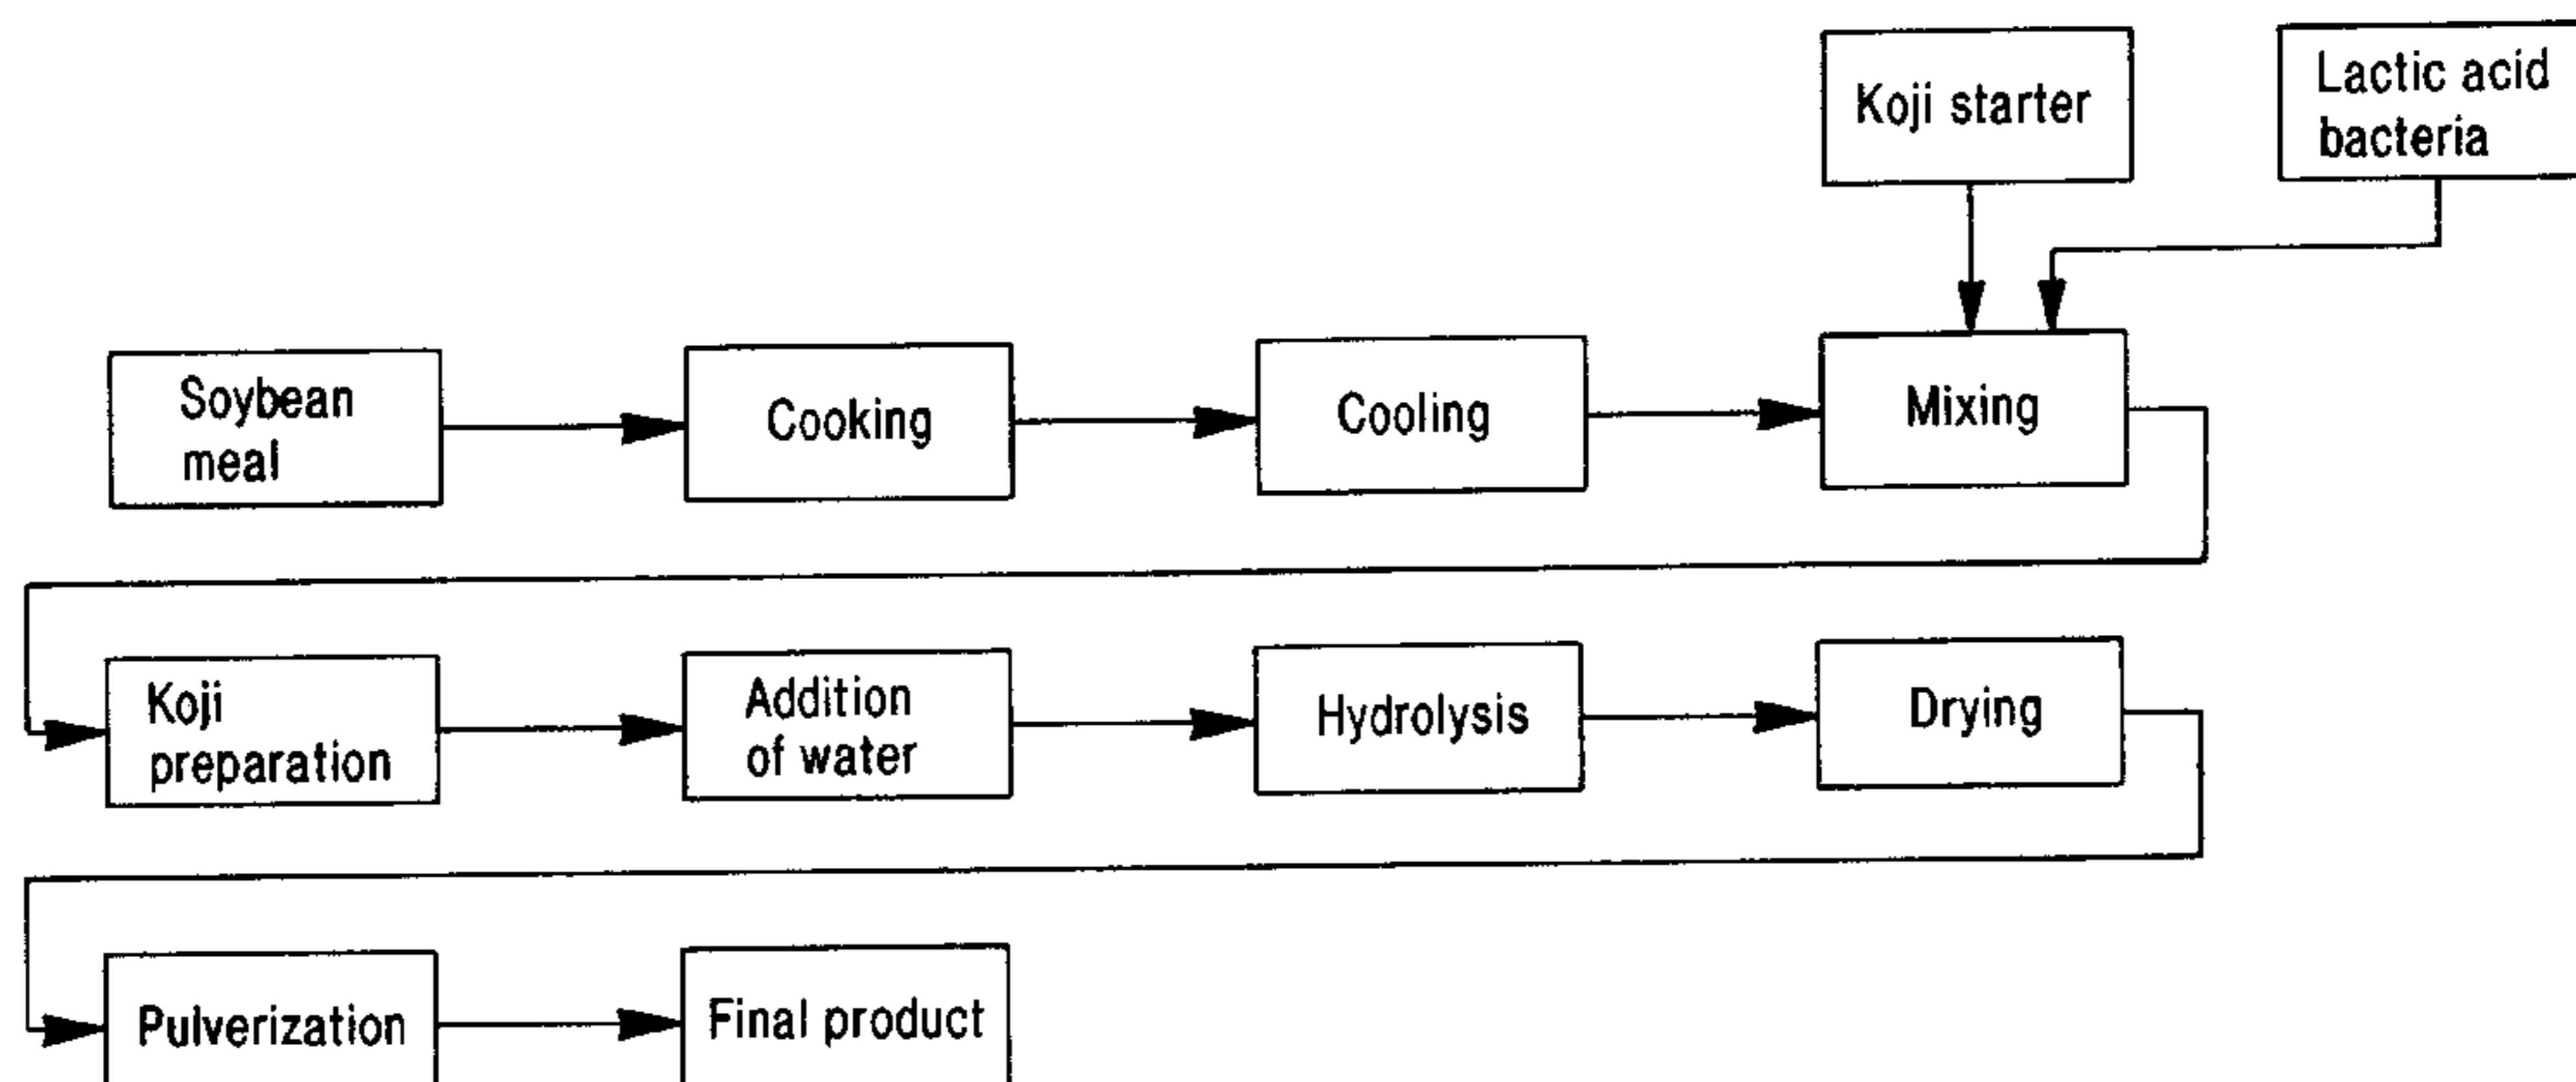 Koji starter
Lactic acid
bacteria
Soybean
meal
Cooking
Cooling
Mixing
Koji
preparation
Addition
of water
Hydrolysis
Drying
Pulverization
Final product